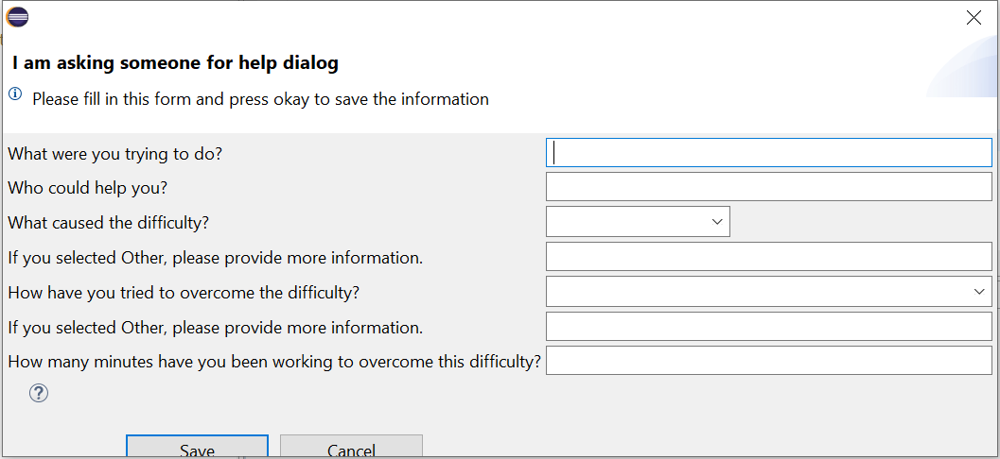 I am asking someone for help dialog
Please fill in this form and press okay to save the information
What were you trying to do?
Who could help you?
What caused the difficulty?
If you selected Other, please provide more information.
How have you tried to overcome the difficulty?
If you selected Other, please provide more information.
How many minutes have you been working to overcome this difficulty?
?
Save Cancel